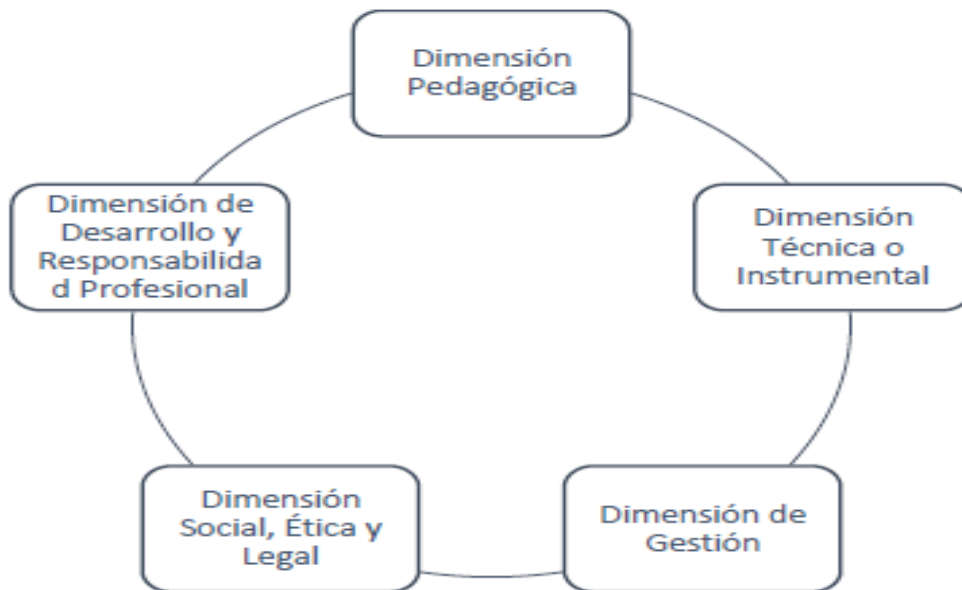 Dimensión
Pedagógica
Dimensión de
Desarrollo y
Responsabilida
d Profesional
Dimensión
Técnica o
Instrumental
Dimensión
Social, Ética y
Legal
Dimensión de
Gestión